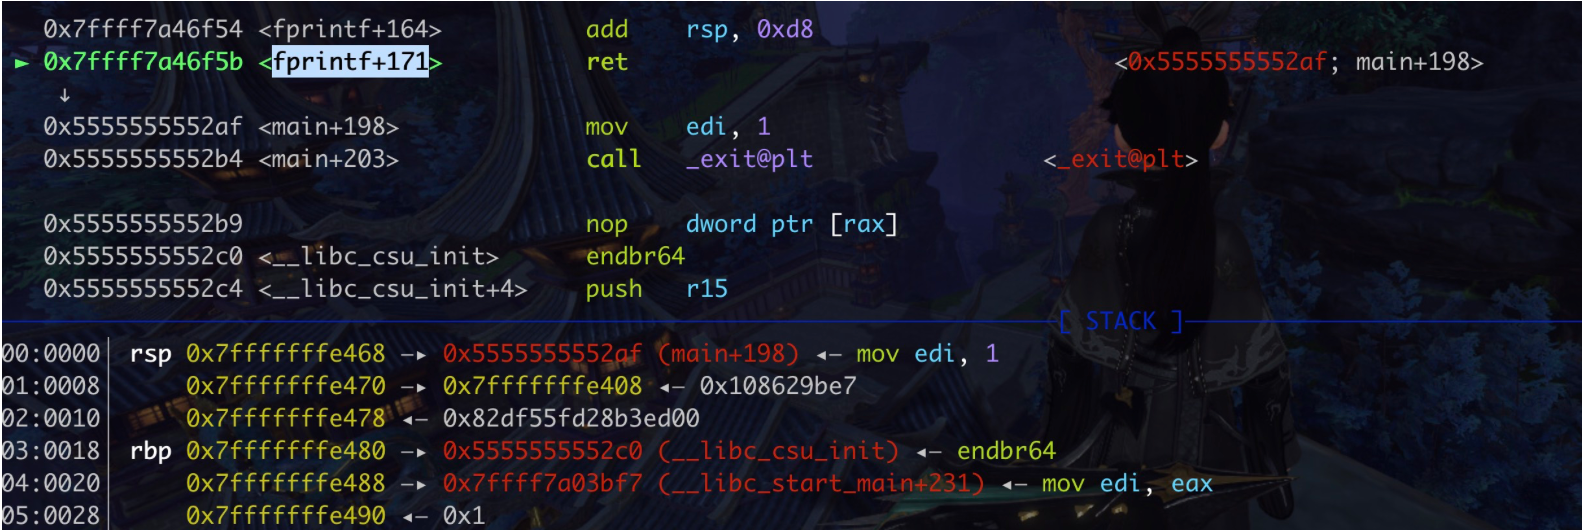 0x7ffff7a46f54 <fprintf+164> add rsp, 0xd8
► 0x7ffff7a46f5b <fprintf+171> ret <0x5555555552af; main+198>
↓
0x5555555552af <main+198> mov edi, 1
0x5555555552b4 <main+203> call _exit@plt <_exit@plt>
0x5555555552b9 nop dword ptr [rax]
0x5555555552c0 <__libc_csu_init> endbr64
0x5555555552c4 <__libc_csu_init+4> push r15
[ STACK ]
00:0000│ rsp 0x7fffffffe468 —▸ 0x5555555552af (main+198) ◂— mov edi, 1
01:0008│ 0x7fffffffe470 —▸ 0x7fffffffe408 ◂— 0x108629be7
02:0010│ 0x7fffffffe478 ◂— 0x82df55fd28b3ed00
03:0018│ rbp 0x7fffffffe480 —▸ 0x5555555552c0 (__libc_csu_init) ◂— endbr64
04:0020│ 0x7fffffffe488 —▸ 0x7ffff7a03bf7 (__libc_start_main+231) ◂— mov edi, eax
05:0028│ 0x7fffffffe490 ◂— 0x1